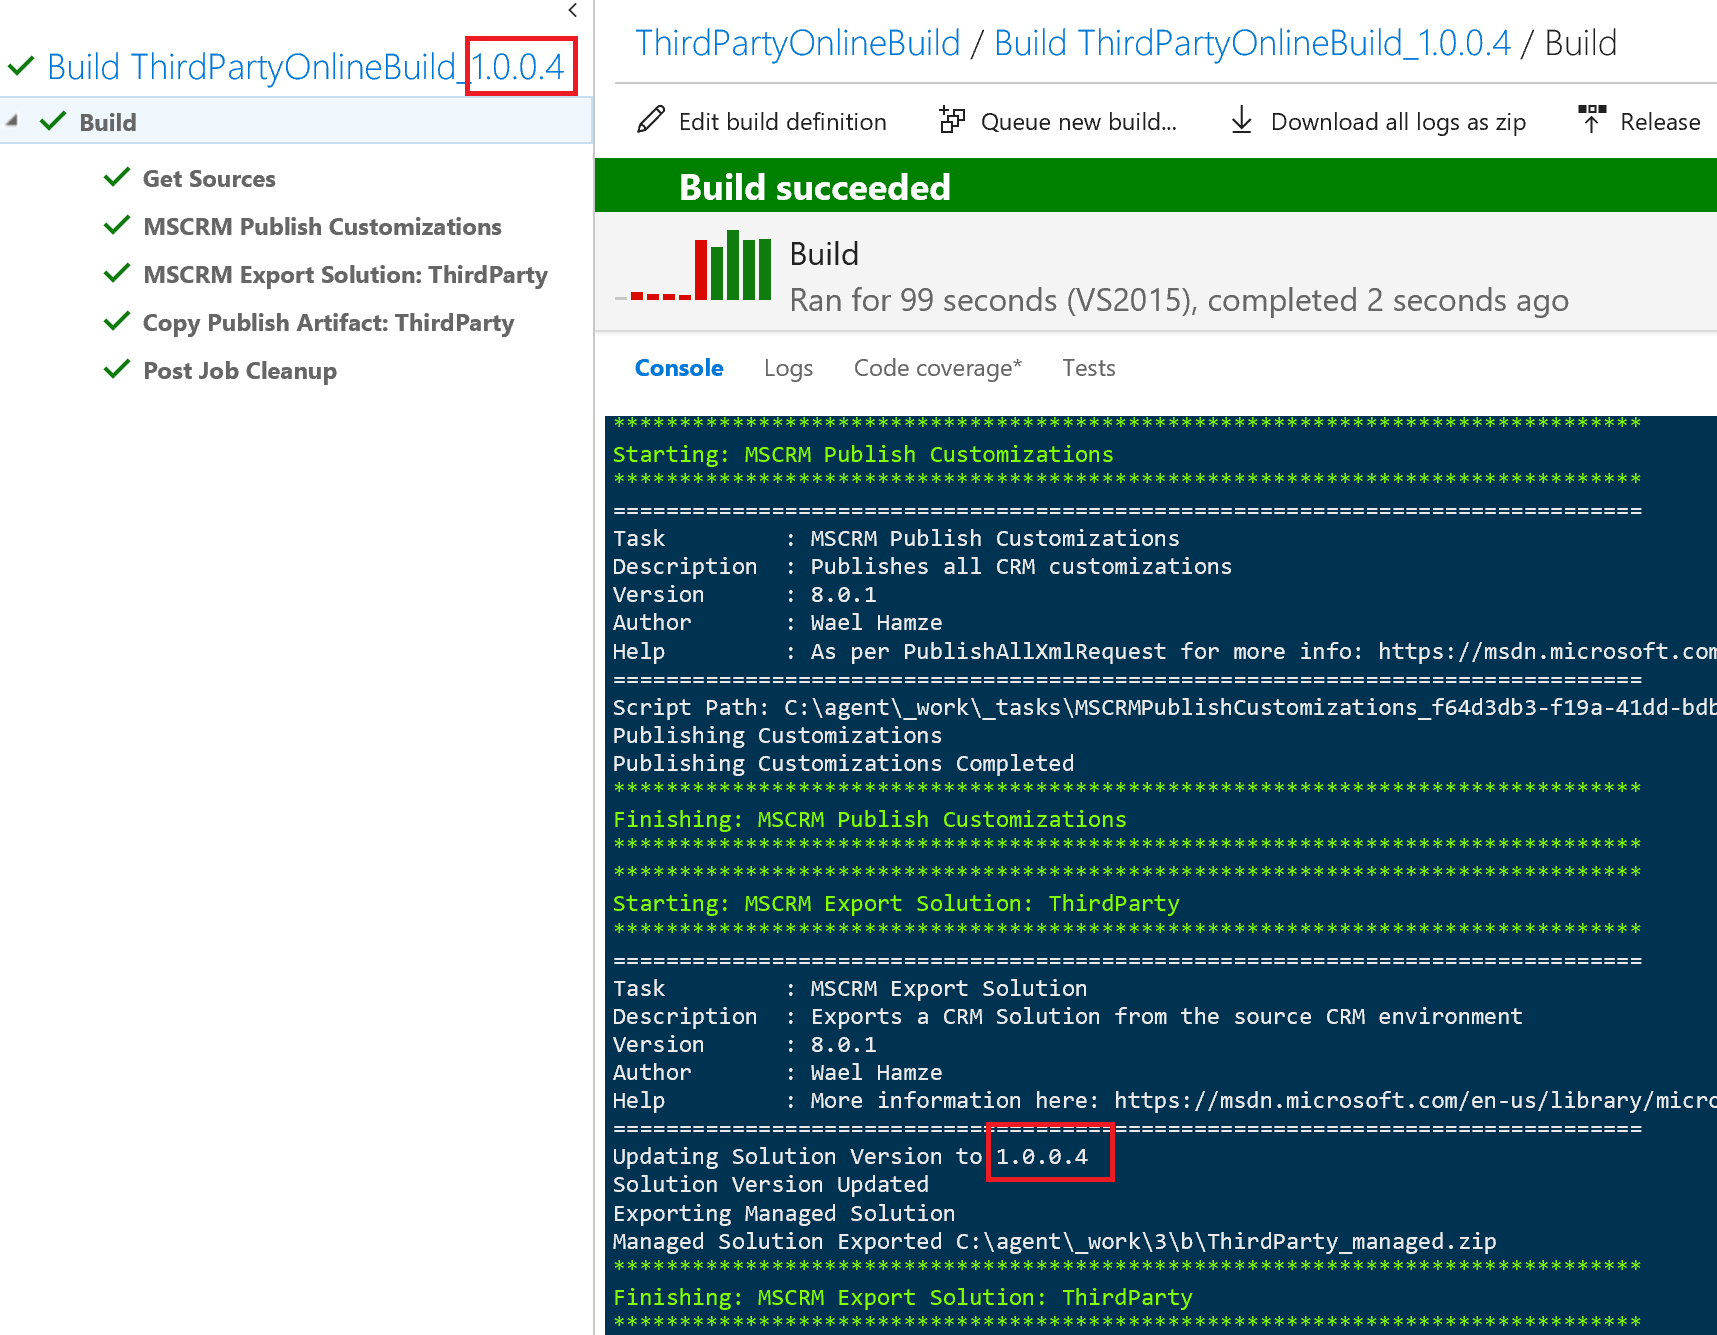 Build ThirdPartyOnlineBuild_1.0.0.4
Build
Get Sources
MSCRM Publish Customizations
MSCRM Export Solution: ThirdParty
Copy Publish Artifact: ThirdParty
Post Job Cleanup
ThirdPartyOnlineBuild / Build ThirdPartyOnlineBuild_1.0.0.4 / Build
Edit build definition Queue new build... Download all logs as zip Release
Build succeeded
Build
Ran for 99 seconds (VS2015), completed 2 seconds ago
Console Logs Code coverage* Tests
******************************************************************************
Starting: MSCRM Publish Customizations
******************************************************************************
==============================================================================
Task         : MSCRM Publish Customizations
Description  : Publishes all CRM customizations
Version      : 8.0.1
Author       : Wael Hamze
Help         : As per PublishAllXmlRequest for more info: https://msdn.microsoft.com
==============================================================================
Script Path: C:\agent\_work\_tasks\MSCRMPublishCustomizations_f64d3db3-f19a-41dd-bdb
Publishing Customizations
Publishing Customizations Completed
******************************************************************************
Finishing: MSCRM Publish Customizations
******************************************************************************
******************************************************************************
Starting: MSCRM Export Solution: ThirdParty
******************************************************************************
==============================================================================
Task         : MSCRM Export Solution
Description  : Exports a CRM Solution from the source CRM environment
Version      : 8.0.1
Author       : Wael Hamze
Help         : More information here: https://msdn.microsoft.com/en-us/library/micro
==============================================================================
Updating Solution Version to 1.0.0.4
Solution Version Updated
Exporting Managed Solution
Managed Solution Exported C:\agent\_work\3\b\ThirdParty_managed.zip
******************************************************************************
Finishing: MSCRM Export Solution: ThirdParty
******************************************************************************